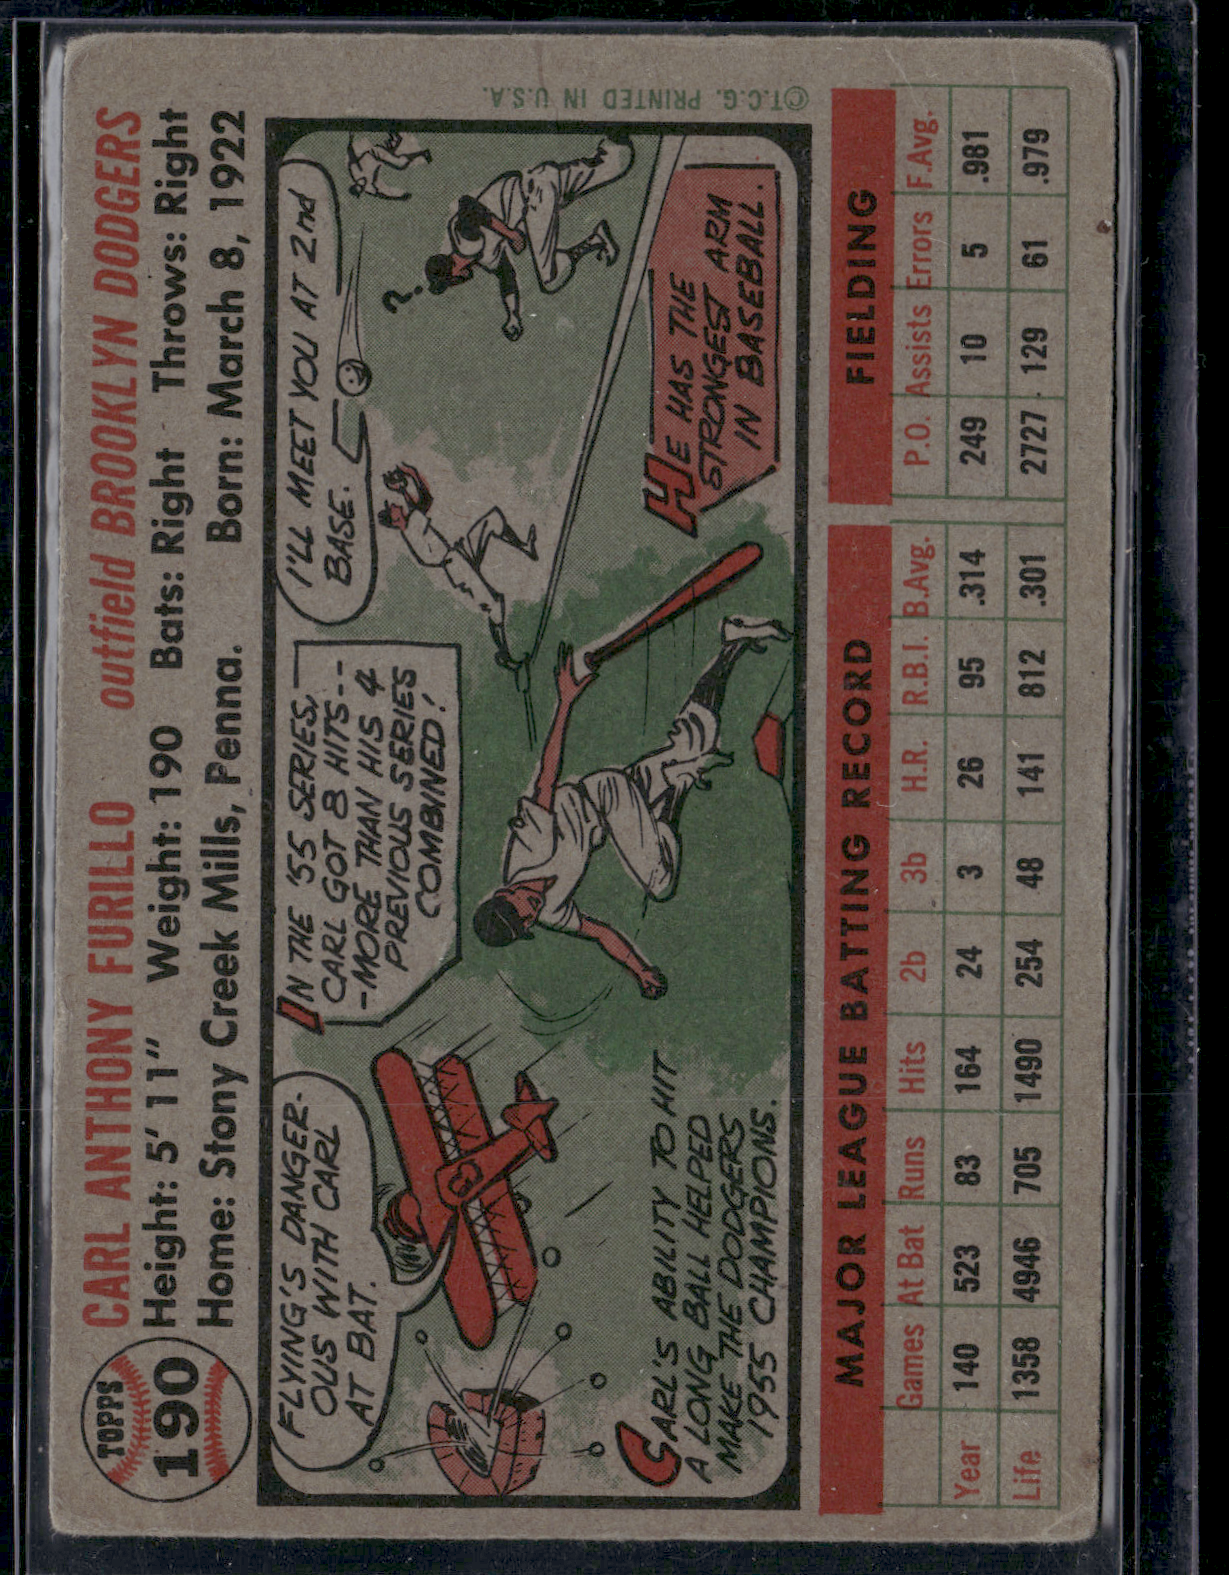 TOPPS
190
CARL ANTHONY FURILLO outfield BROOKLYN DODGERS
Height: 5' 11" Weight: 190 Bats: Right Throws: Right
Home: Stony Creek Mills, Penna. Born: March 8, 1922
FLYING'S DANGER-
OUS WITH CARL
AT BAT.
CARL'S ABILITY TO HIT
A LONG BALL HELPED
MAKE THE DODGERS
1955 CHAMPIONS.
IN THE '55 SERIES,
CARL GOT 8 HITS--
-MORE THAN HIS 4
PREVIOUS SERIES
COMBINED!
I'LL MEET YOU AT 2nd
BASE.
?
HE HAS THE
STRONGEST ARM
IN BASEBALL.
©T.C.G. PRINTED IN U.S.A.
MAJOR LEAGUE BATTING RECORD FIELDING
Games At Bat Runs Hits 2b 3b H.R. R.B.I. B.Avg. P.O. Assists Errors F.Avg.
Year 140 523 83 164 24 3 26 95 .314 249 10 5 .981
Life 1358 4946 705 1490 254 48 141 812 .301 2727 129 61 .979